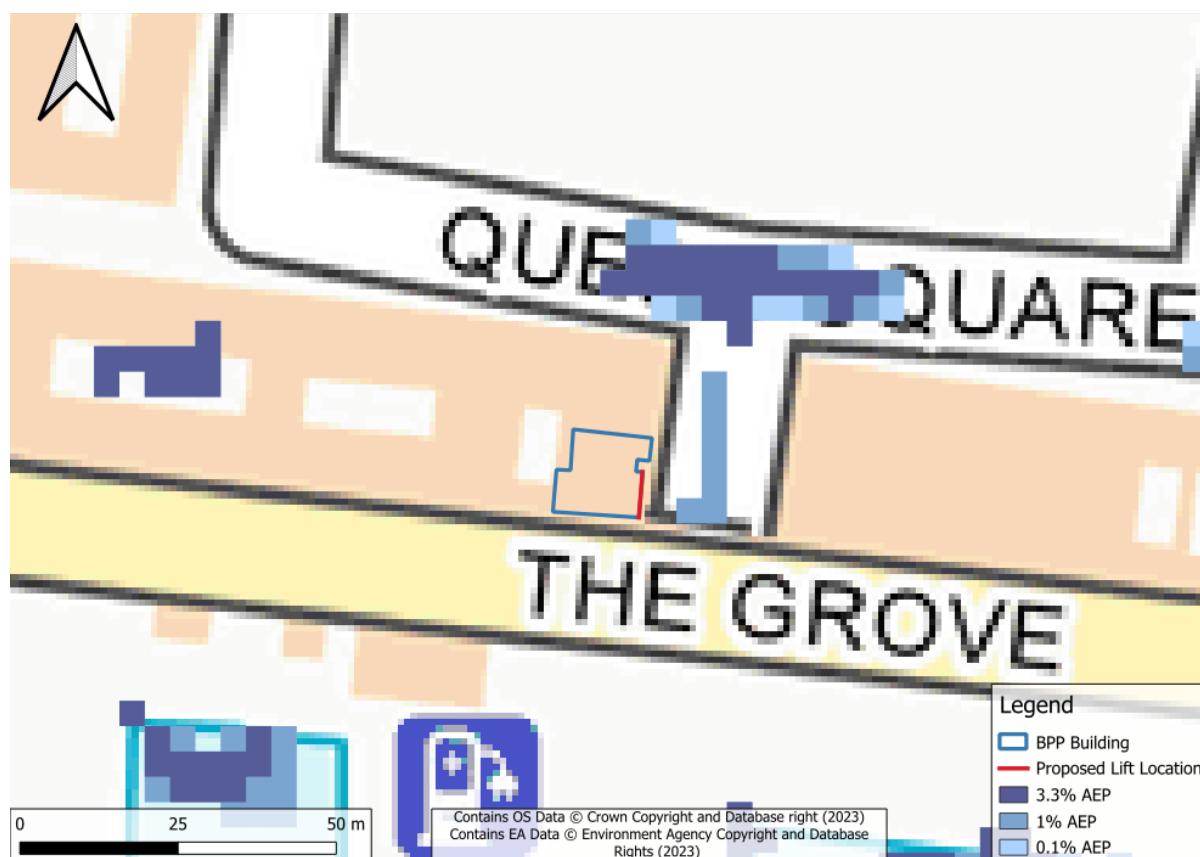 QUE SQUARE
THE GROVE
Legend
BPP Building
Proposed Lift Location
3.3% AEP
1% AEP
0.1% AEP
0 25 50 m
Contains OS Data © Crown Copyright and Database right (2023)
Contains EA Data © Environment Agency Copyright and Database
Rights (2023)